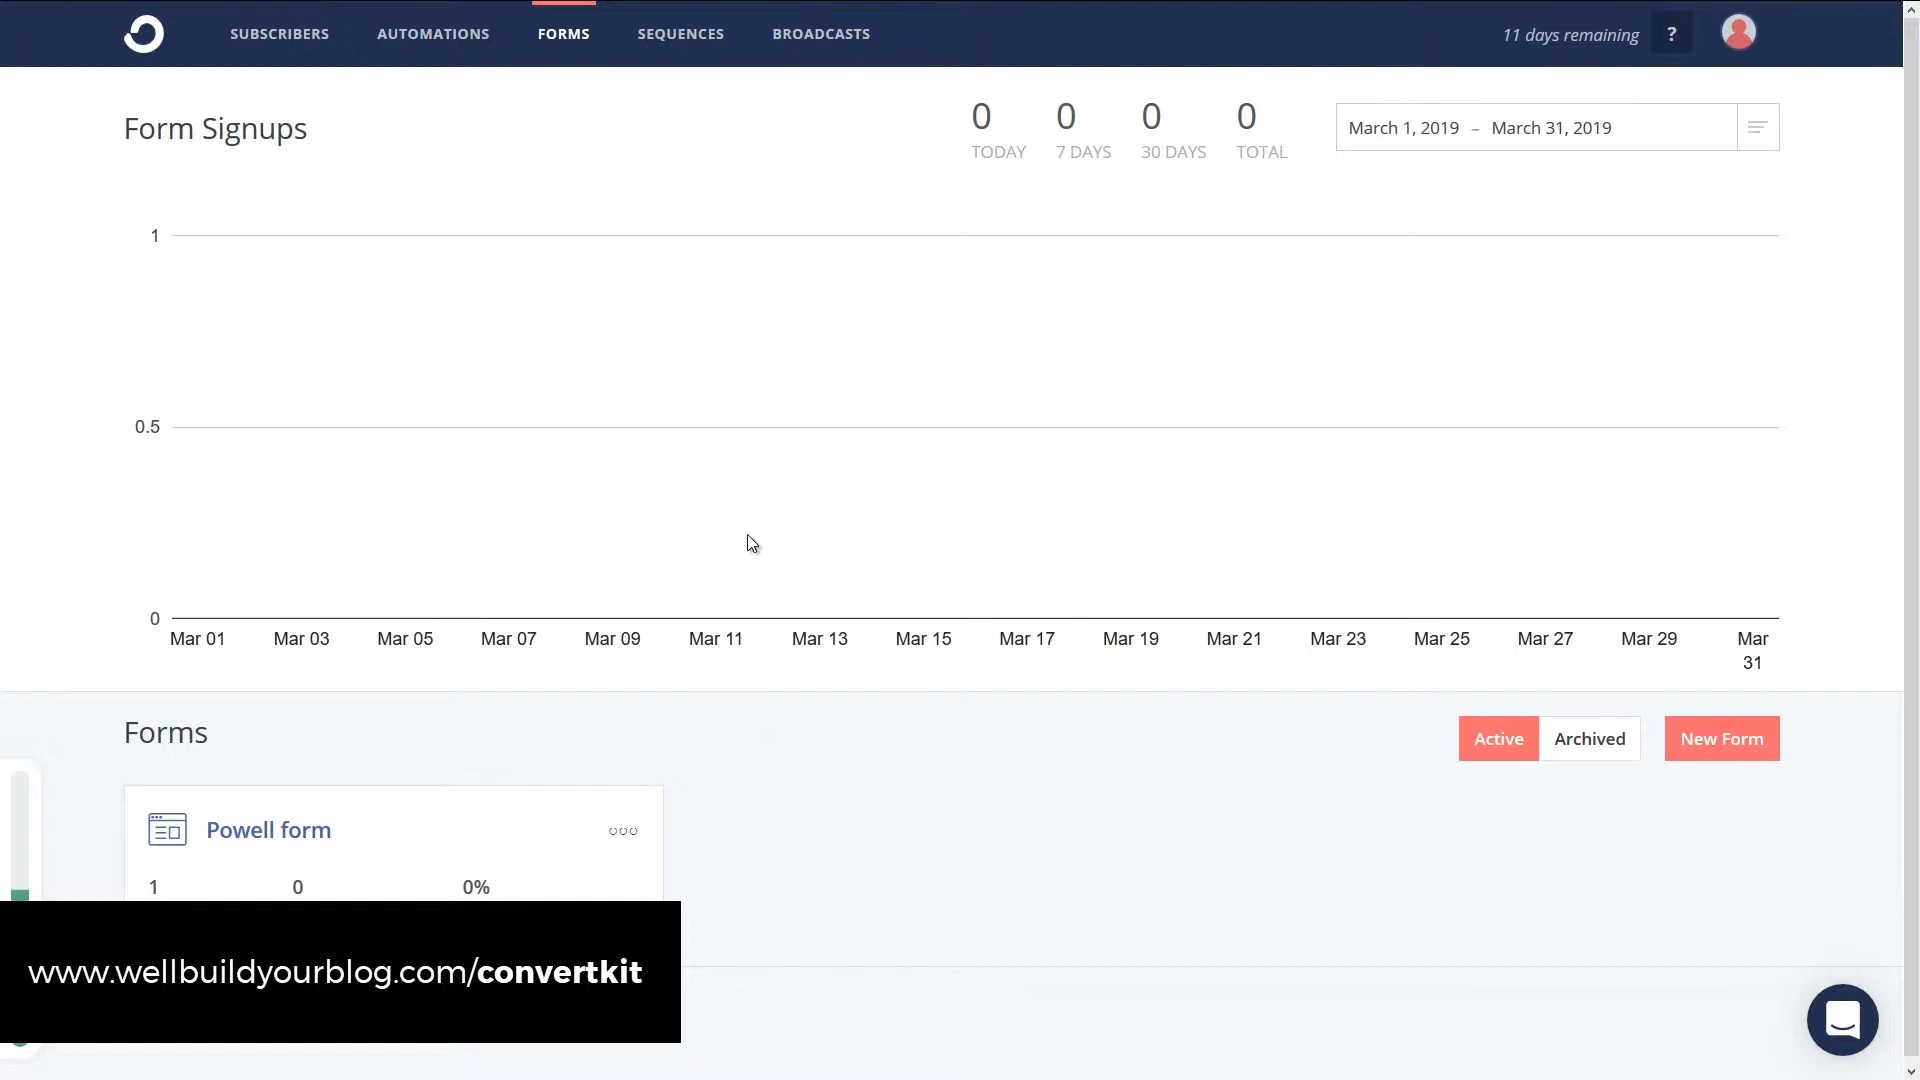 SUBSCRIBERS AUTOMATIONS FORMS SEQUENCES BROADCASTS 11 days remaining ?
Form Signups
0 0 0 0
TODAY 7 DAYS 30 DAYS TOTAL
March 1, 2019 – March 31, 2019
1
0.5
0
Mar 01 Mar 03 Mar 05 Mar 07 Mar 09 Mar 11 Mar 13 Mar 15 Mar 17 Mar 19 Mar 21 Mar 23 Mar 25 Mar 27 Mar 29 Mar
31
Forms
Active Archived New Form
Powell form
1 0 0%
www.wellbuildyourblog.com/convertkit